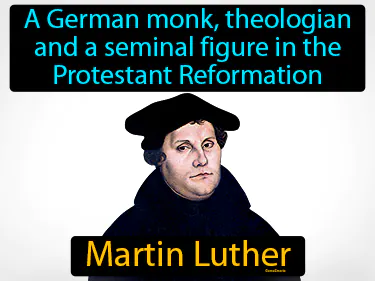 A German monk, theologian
and a seminal figure in the
Protestant Reformation
Martin Luther